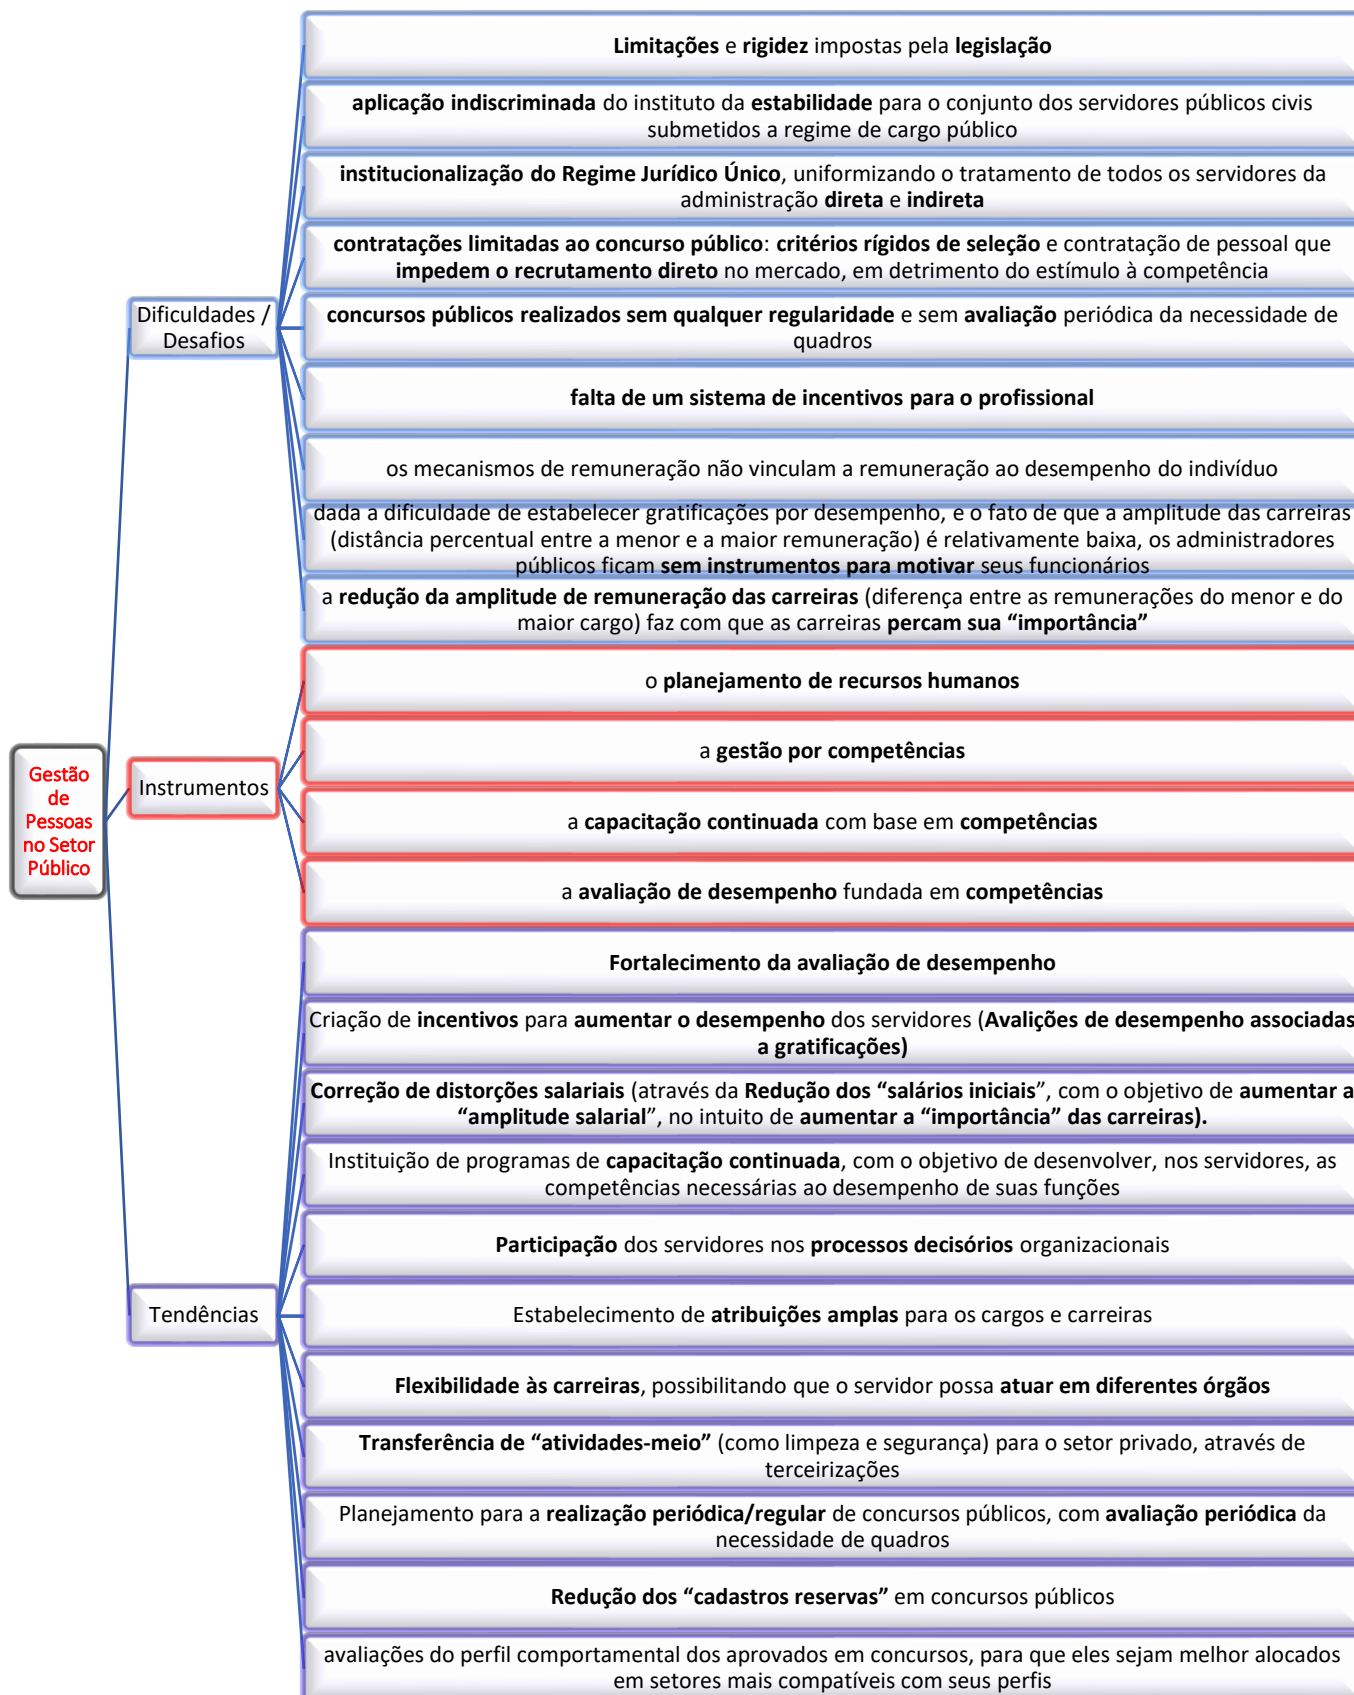 Limitações e rigidez impostas pela legislação
aplicação indiscriminada do instituto da estabilidade para o conjunto dos servidores públicos civis
submetidos a regime de cargo público
institucionalização do Regime Jurídico Único, uniformizando o tratamento de todos os servidores da
administração direta e indireta
contratações limitadas ao concurso público: critérios rígidos de seleção e contratação de pessoal que
impedem o recrutamento direto no mercado, em detrimento do estímulo à competência
Dificuldades /
Desafios
concursos públicos realizados sem qualquer regularidade e sem avaliação periódica da necessidade de
quadros
falta de um sistema de incentivos para o profissional
os mecanismos de remuneração não vinculam a remuneração ao desempenho do indivíduo
dada a dificuldade de estabelecer gratificações por desempenho, e o fato de que a amplitude das carreiras
(distância percentual entre a menor e a maior remuneração) é relativamente baixa, os administradores
públicos ficam sem instrumentos para motivar seus funcionários
a redução da amplitude de remuneração das carreiras (diferença entre as remunerações do menor e do
maior cargo) faz com que as carreiras percam sua “importância”
o planejamento de recursos humanos
a gestão por competências
Gestão
de
Pessoas
no Setor
Público
Instrumentos
a capacitação continuada com base em competências
a avaliação de desempenho fundada em competências
Fortalecimento da avaliação de desempenho
Criação de incentivos para aumentar o desempenho dos servidores (Avalições de desempenho associadas
a gratificações)
Correção de distorções salariais (através da Redução dos “salários iniciais”, com o objetivo de aumentar a
“amplitude salarial”, no intuito de aumentar a “importância” das carreiras).
Instituição de programas de capacitação continuada, com o objetivo de desenvolver, nos servidores, as
competências necessárias ao desempenho de suas funções
Participação dos servidores nos processos decisórios organizacionais
Tendências
Estabelecimento de atribuições amplas para os cargos e carreiras
Flexibilidade às carreiras, possibilitando que o servidor possa atuar em diferentes órgãos
Transferência de “atividades-meio” (como limpeza e segurança) para o setor privado, através de
terceirizações
Planejamento para a realização periódica/regular de concursos públicos, com avaliação periódica da
necessidade de quadros
Redução dos “cadastros reservas” em concursos públicos
avaliações do perfil comportamental dos aprovados em concursos, para que eles sejam melhor alocados
em setores mais compatíveis com seus perfis